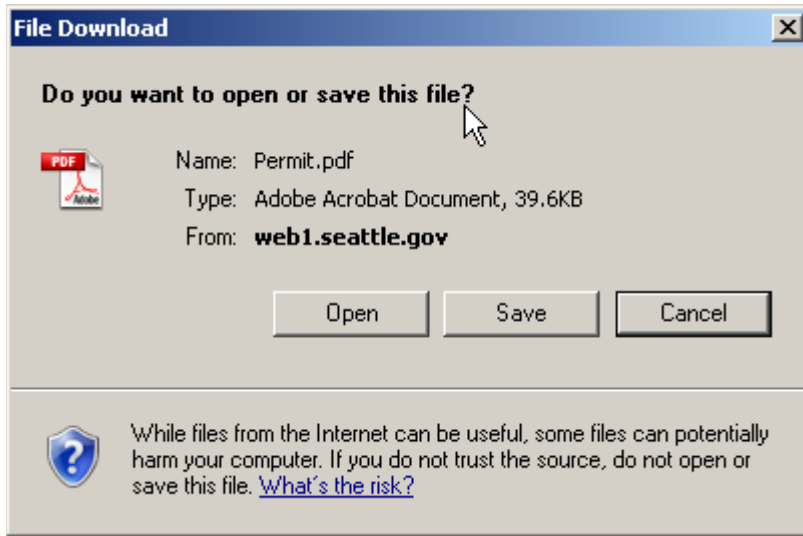 File Download
Do you want to open or save this file?
PDF
Adobe
Name: Permit.pdf
Type: Adobe Acrobat Document, 39.6KB
From: web1.seattle.gov
Open Save Cancel
While files from the Internet can be useful, some files can potentially
harm your computer. If you do not trust the source, do not open or
save this file. What's the risk?